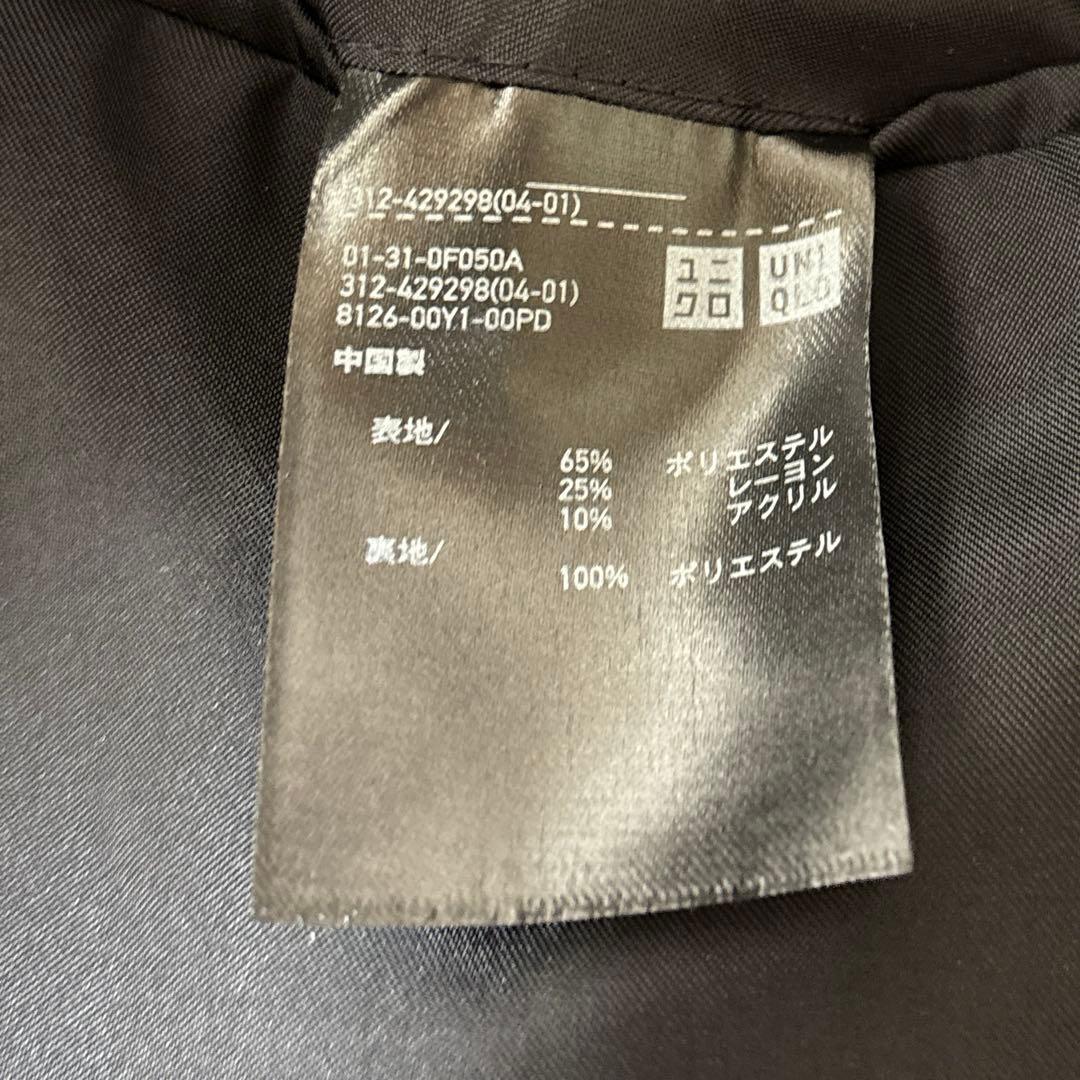 312-429298(04-01)
01-31-0F050A
312-429298(04-01)
8126-00Y1-00PD
ユニ
クロ
UNI
QLO
中国製
表地/
65% ポリエステル
25% レーヨン
10% アクリル
裏地/
100% ポリエステル